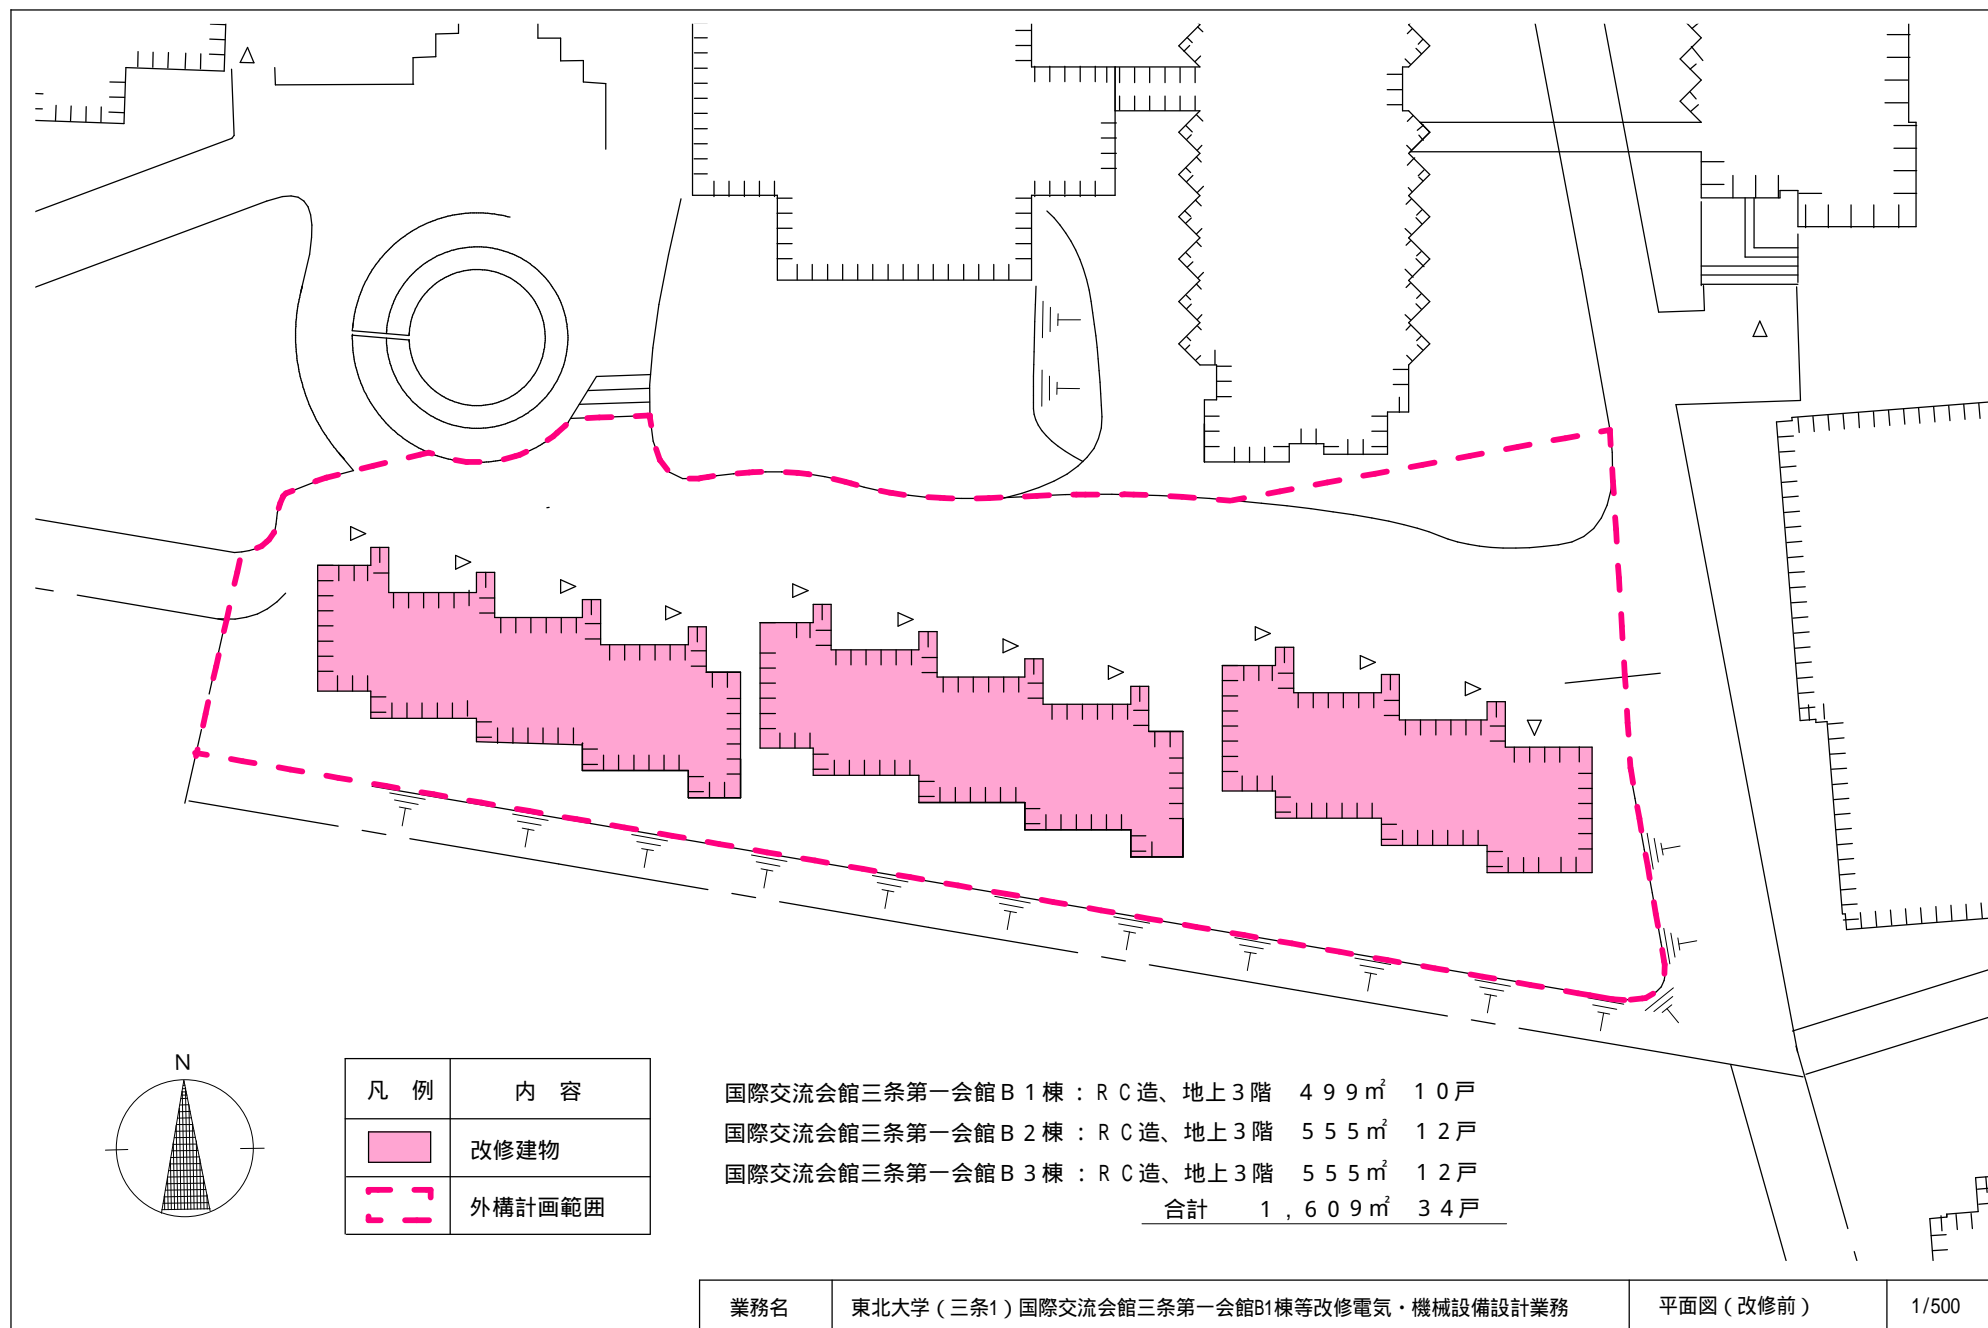 N
凡 例 内 容
改修建物
外構計画範囲
国際交流会館三条第一会館B1棟：RC造、地上3階 499㎡ 10戸
国際交流会館三条第一会館B2棟：RC造、地上3階 555㎡ 12戸
国際交流会館三条第一会館B3棟：RC造、地上3階 555㎡ 12戸
合計 1,609㎡ 34戸
業務名 東北大学（三条1）国際交流会館三条第一会館B1棟等改修電気・機械設備設計業務 平面図（改修前） 1/500